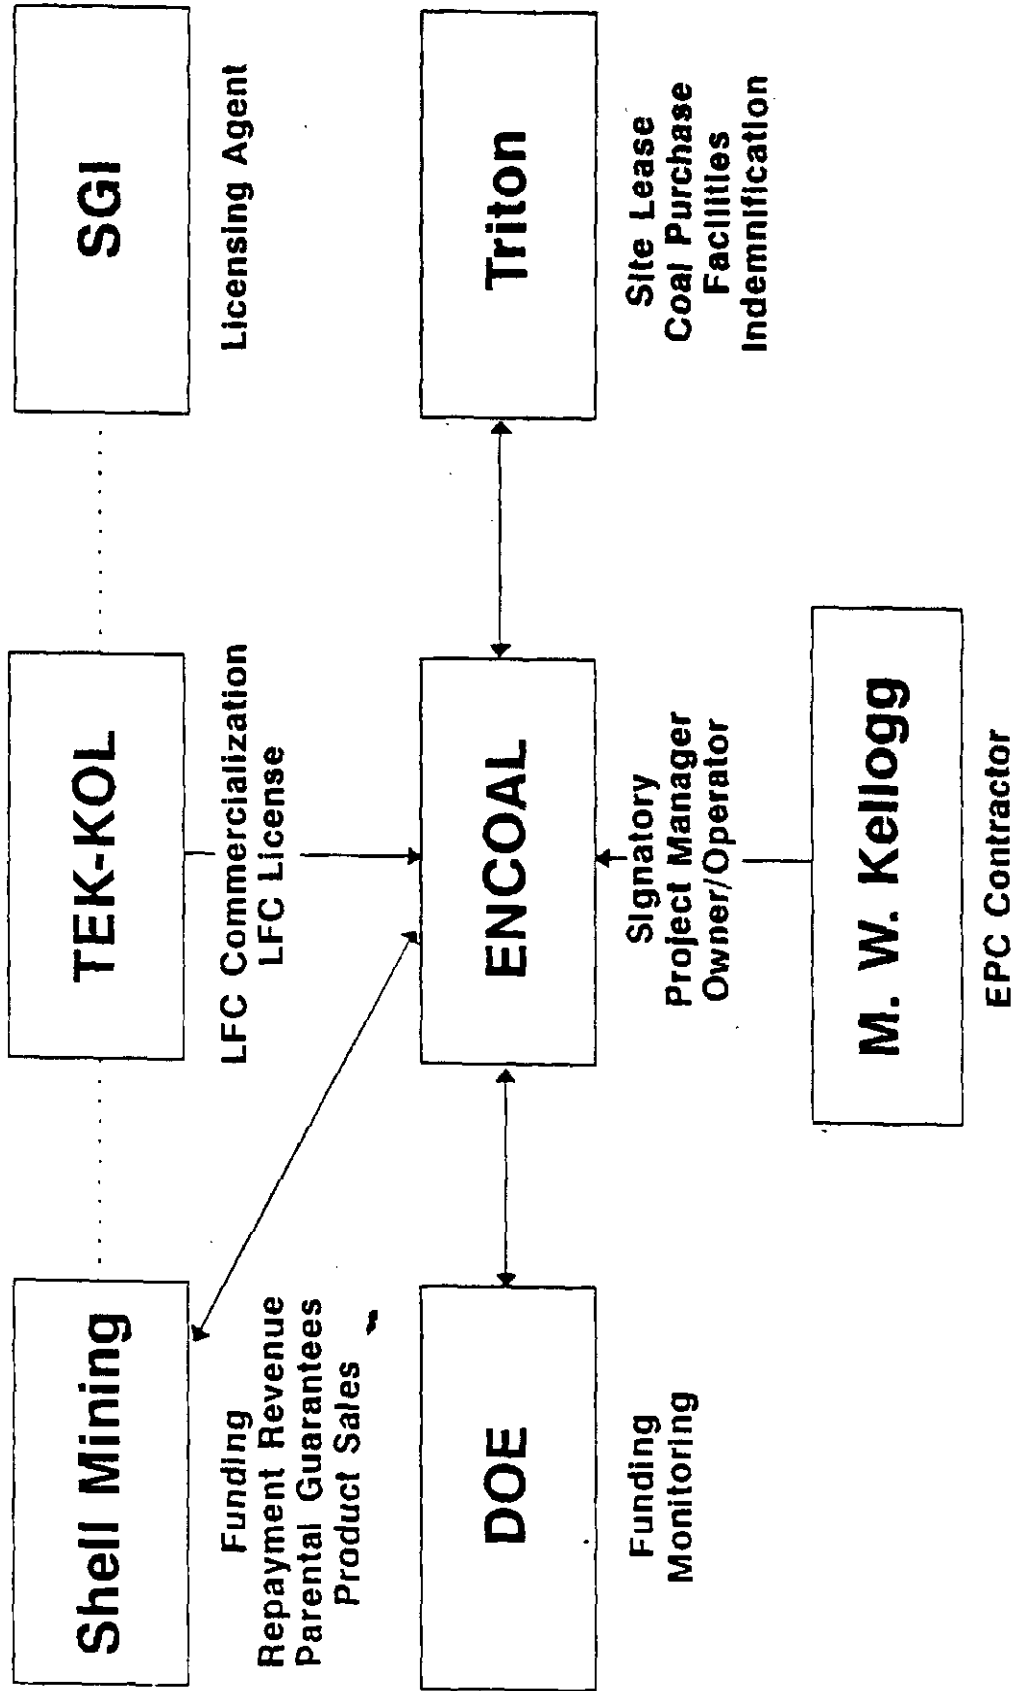 Shell Mining
Funding
Repayment Revenue
Parental Guarantees
Product Sales
TEK-KOL
LFC Commercialization
LFC License
SGI
Licensing Agent
DOE
Funding
Monitoring
ENCOAL
Signatory
Project Manager
Owner/Operator
Triton
Site Lease
Coal Purchase
Facilities
Indemnification
M. W. Kellogg
EPC Contractor